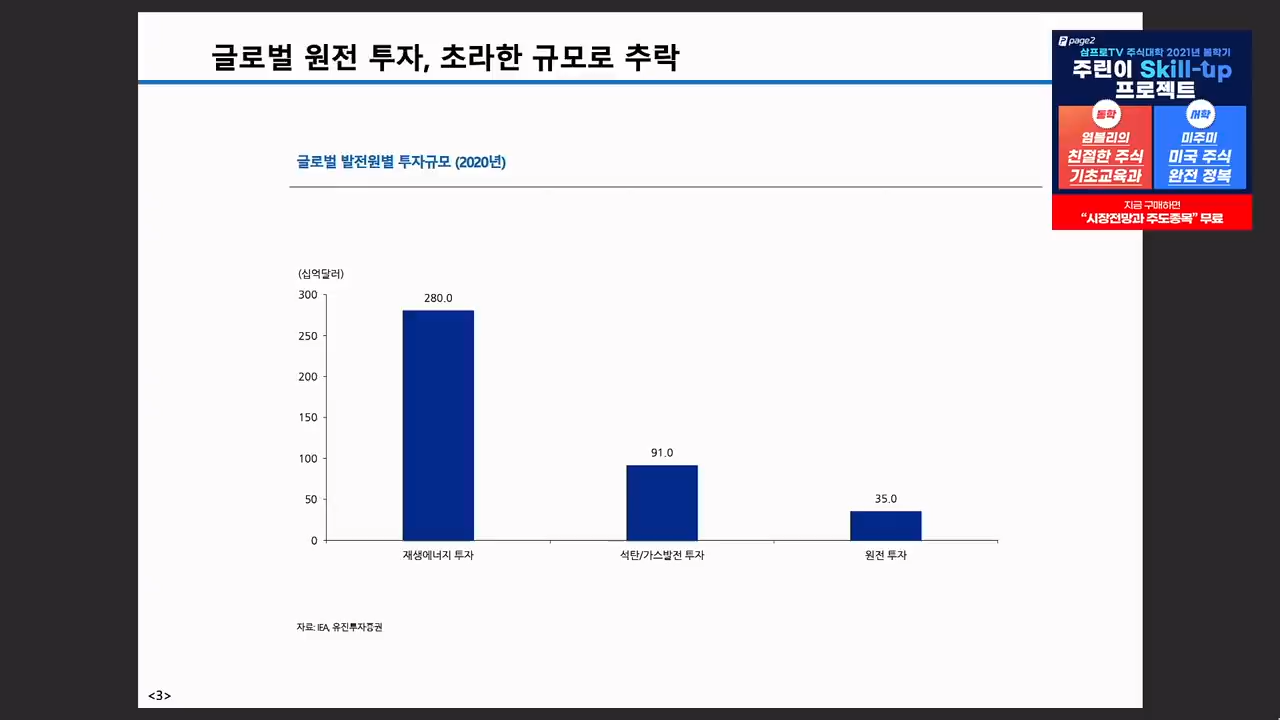 글로벌 원전 투자, 초라한 규모로 추락
page2
삼프로TV 주식대학 2021년 봄학기
주린이 Skill-up
프로젝트
동학
염블리의
친절한 주식
기초교육과
서학
미주미
미국 주식
완전 정복
지금 구매하면
“시장전망과 주도종목” 무료
글로벌 발전원별 투자규모 (2020년)
(십억달러)
300
250
200
150
100
50
0
280.0
91.0
35.0
재생에너지 투자
석탄/가스발전 투자
원전 투자
자료: IEA, 유진투자증권
<3>